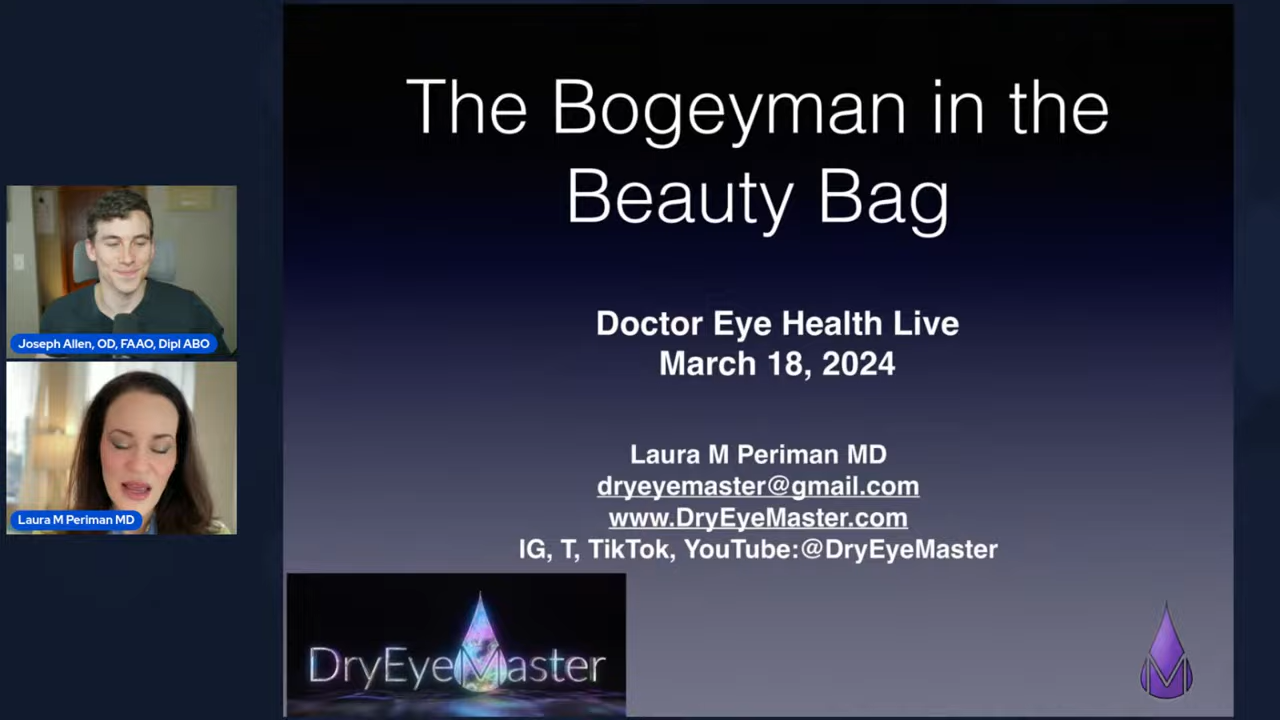 The Bogeyman in the
Beauty Bag
Doctor Eye Health Live
March 18, 2024
Laura M Periman MD
dryeyemaster@gmail.com
www.DryEyeMaster.com
IG, T, TikTok, YouTube:@DryEyeMaster
DryEyeMaster
M
Joseph Allen, OD, FAAO, Dipl ABO
Laura M Periman MD